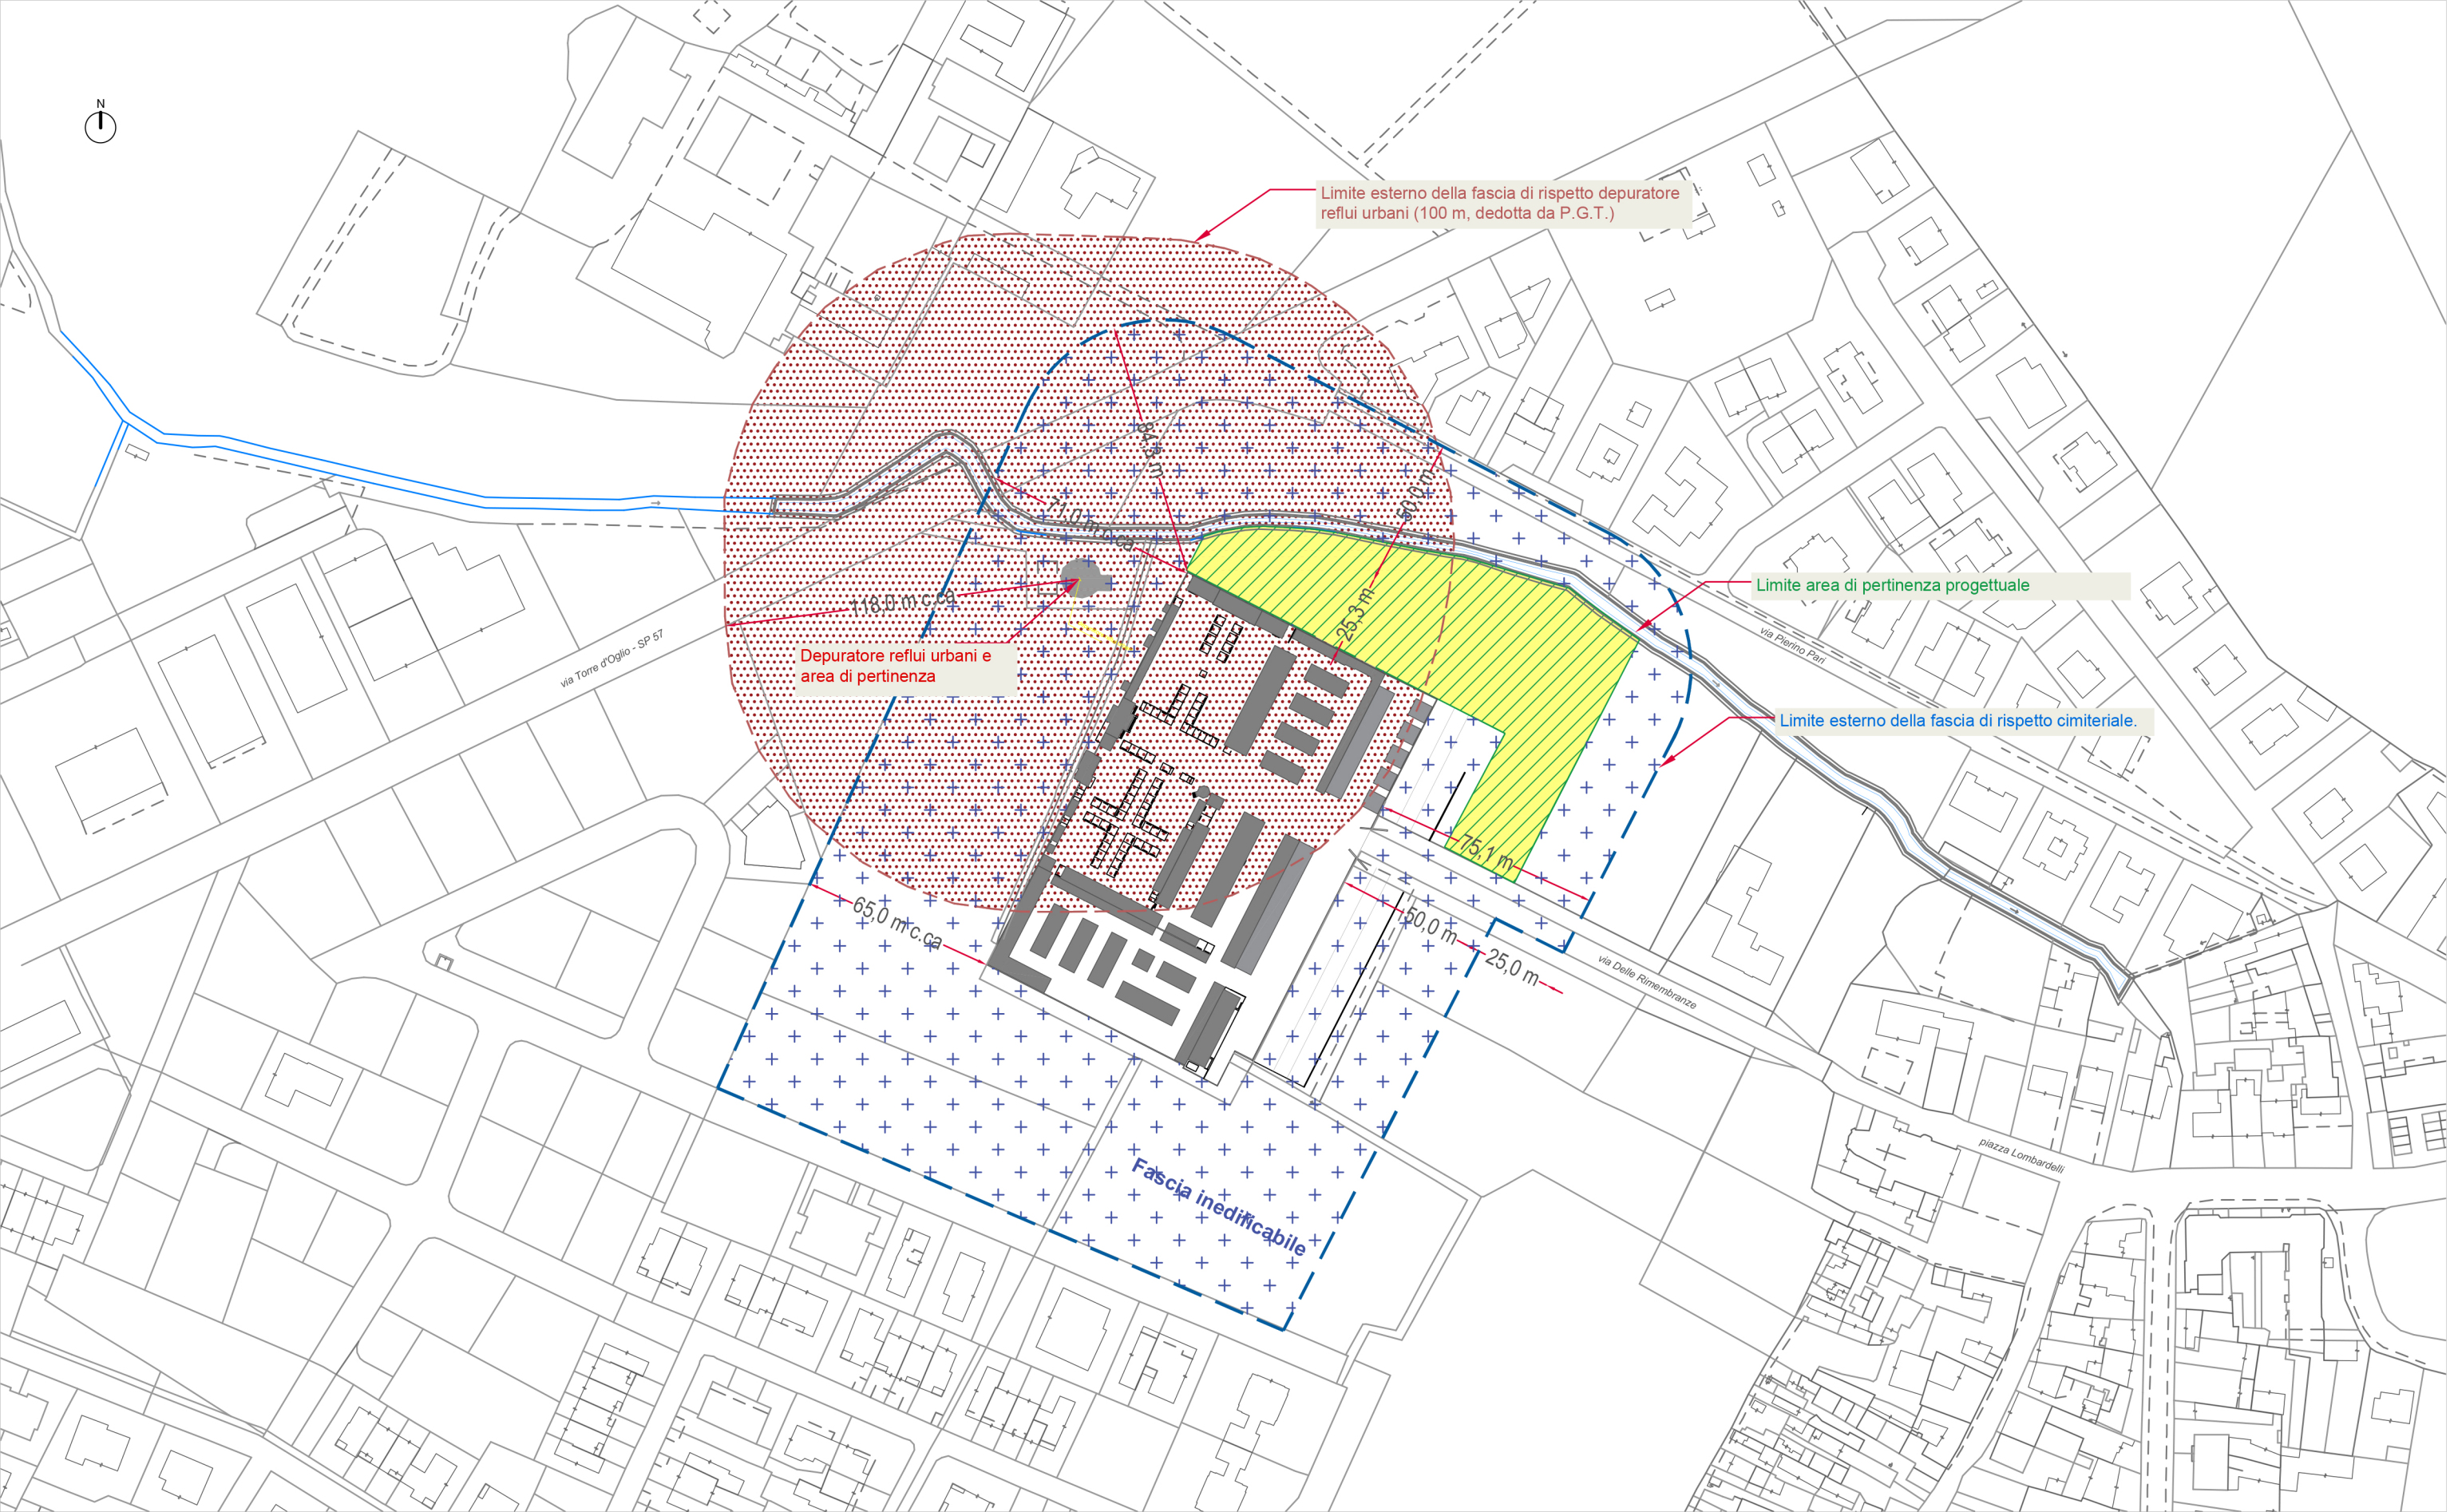 N
Limite esterno della fascia di rispetto depuratore
reflui urbani (100 m, dedotta da P.G.T.)
84,3 m
71,0 m c.ca
50,0 m
118,0 m c.ca
25,3 m
Limite area di pertinenza progettuale
via Pierino Pari
via Torre d'Oglio - SP 57
Depuratore reflui urbani e
area di pertinenza
Limite esterno della fascia di rispetto cimiteriale.
75,1 m
65,0 m c.ca
50,0 m
25,0 m
via Delle Rimembranze
piazza Lombardelli
Fascia inedificabile